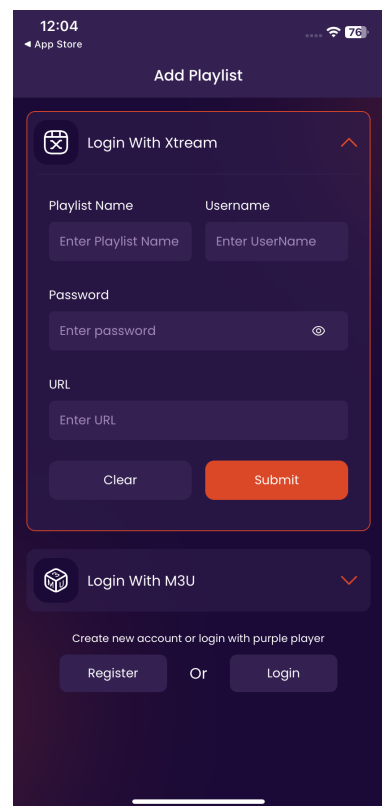 12:04
76
◀ App Store
Add Playlist
Login With Xtream
Playlist Name Username
Enter Playlist Name Enter UserName
Password
Enter password
URL
Enter URL
Clear Submit
Login With M3U
Create new account or login with purple player
Register Or Login